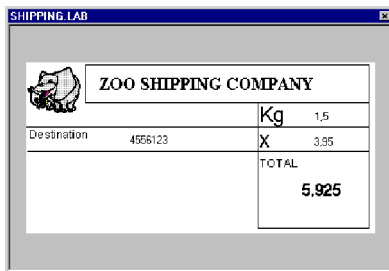 SHIPPING.LAB
ZOO SHIPPING COMPANY
Kg 1,5
Destination 4556123 X 3,95
TOTAL
5,925